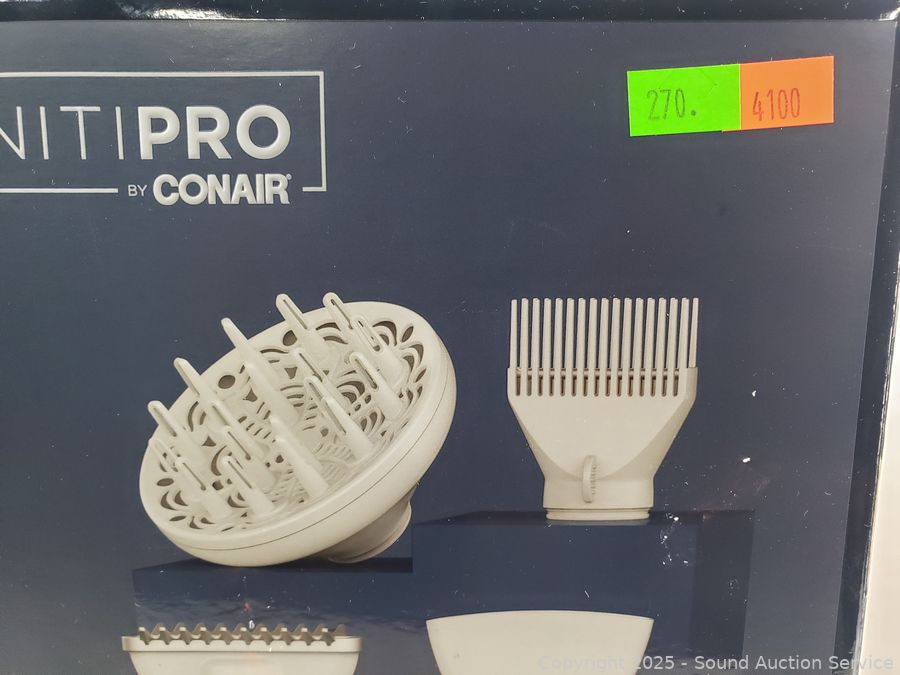 NITIPRO
BY CONAIR®
270.
4100
Copyright 2025 - Sound Auction Service